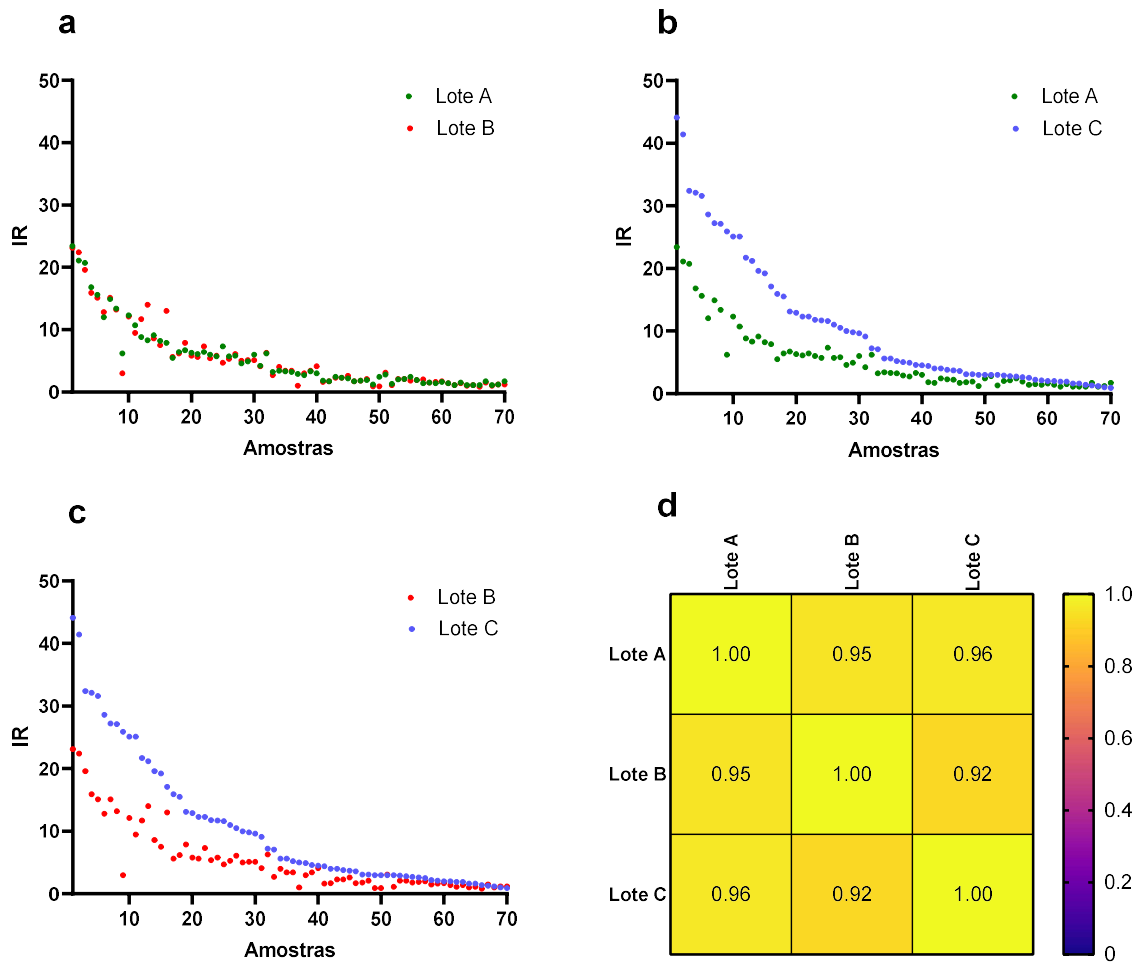 a
50
40
30
20
10
0
IR
10 20 30 40 50 60 70
Amostras
Lote A
Lote B
b
50
40
30
20
10
0
IR
10 20 30 40 50 60 70
Amostras
Lote A
Lote C
c
50
40
30
20
10
0
IR
10 20 30 40 50 60 70
Amostras
Lote B
Lote C
d
Lote A Lote B Lote C
Lote A 1.00 0.95 0.96
Lote B 0.95 1.00 0.92
Lote C 0.96 0.92 1.00
1.0
0.8
0.6
0.4
0.2
0